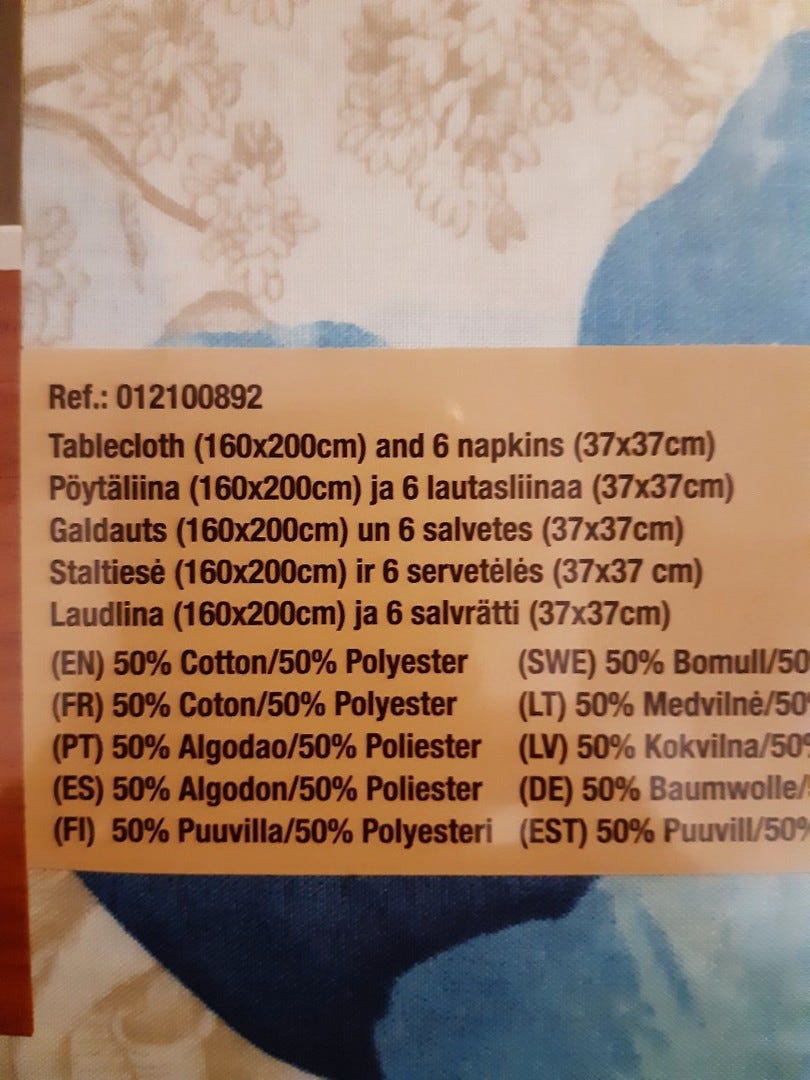 Ref.: 012100892
Tablecloth (160x200cm) and 6 napkins (37x37cm)
Pöytäliina (160x200cm) ja 6 lautasliinaa (37x37cm)
Galdauts (160x200cm) un 6 salvetes (37x37cm)
Staltiesė (160x200cm) ir 6 servetėlės (37x37 cm)
Laudlina (160x200cm) ja 6 salvrätti (37x37cm)
(EN) 50% Cotton/50% Polyester (SWE) 50% Bomull/50
(FR) 50% Coton/50% Polyester (LT) 50% Medvilnė/50%
(PT) 50% Algodao/50% Poliester (LV) 50% Kokvilna/50%
(ES) 50% Algodon/50% Poliester (DE) 50% Baumwolle/
(FI) 50% Puuvilla/50% Polyesteri (EST) 50% Puuvill/50%